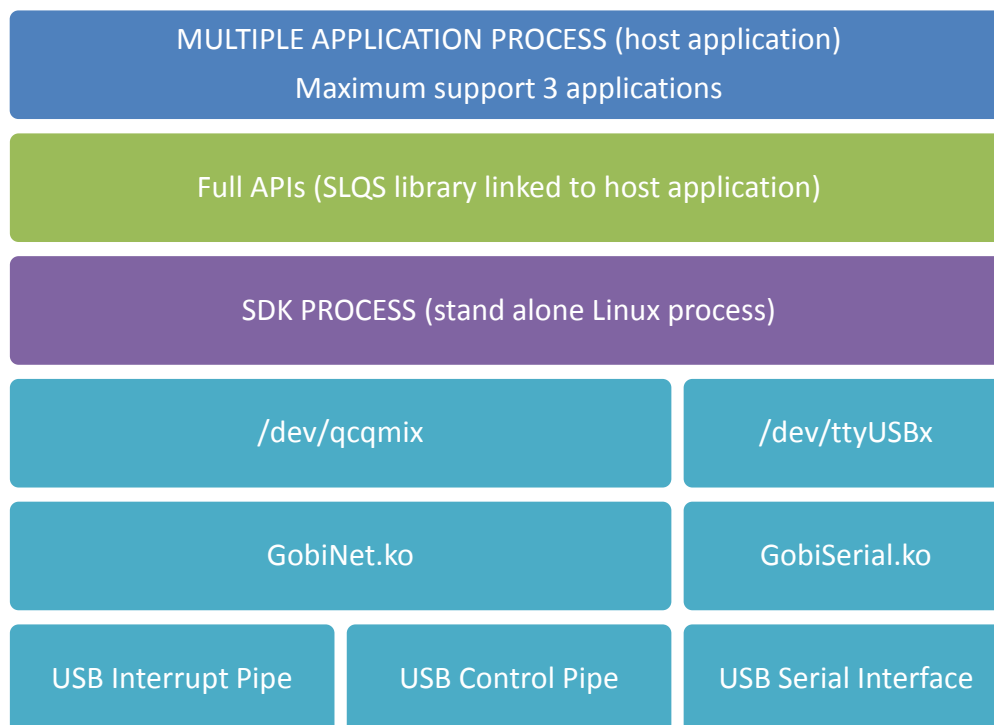 MULTIPLE APPLICATION PROCESS (host application)
Maximum support 3 applications
Full APIs (SLQS library linked to host application)
SDK PROCESS (stand alone Linux process)
/dev/qcqmix
/dev/ttyUSBx
GobiNet.ko
GobiSerial.ko
USB Interrupt Pipe
USB Control Pipe
USB Serial Interface